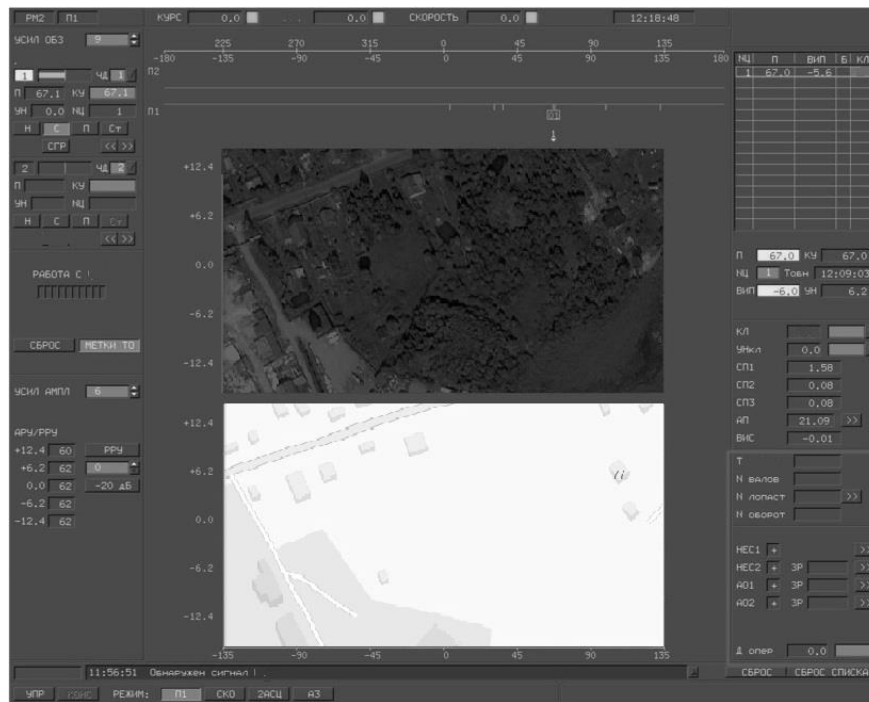 РМ2 П1 КУРС 0.0 . . . 0.0 СКОРОСТЬ 0.0 12:18:48
УСИЛ ОБЗ 9
225 270 315 0 45 90 135
-180 -135 -90 -45 0 45 90 135 180
П2
П1
01
1
1 ЧД 1
П 67.1 КУ 67.1
УН 0.0 NЦ 1
Н С П Ст
СГР << >>
2 ЧД 2
П КУ
УН NЦ
Н С П Ст
<< >>
РАБОТА С
СБРОС МЕТКИ ТО
УСИЛ АМПЛ 6
АРУ/РРУ
+12.4 60 РРУ
+6.2 62 0
0.0 62 -20 дБ
-6.2 62
-12.4 62
+12.4
+6.2
0.0
-6.2
-12.4
+12.4
+6.2
0.0
-6.2
-12.4
-135 -90 -45 0 45 90 135
NЦ П ВИП Б КЛ
1 67.0 -5.6
П 67.0 КУ 67.0
NЦ 1 Тобн 12:09:03
ВИП -6.0 УН 6.2
КЛ
УНкл 0.0
СП1 1.58
СП2 0.08
СП3 0.08
АП 21.09 >>
ВИС -0.01
Т
N ВАЛОВ
N ЛОПАСТ >>
N ОБОРОТ
НЕС1 + >>
НЕС2 + ЗР >>
АО1 + ЗР >>
АО2 + ЗР >>
Д опер 0.0
СБРОС СБРОС СПИСКА
11:56:51 Обнаружен сигнал
УПР КОНС РЕЖИМ: П1 СКО 2АСЦ АЗ